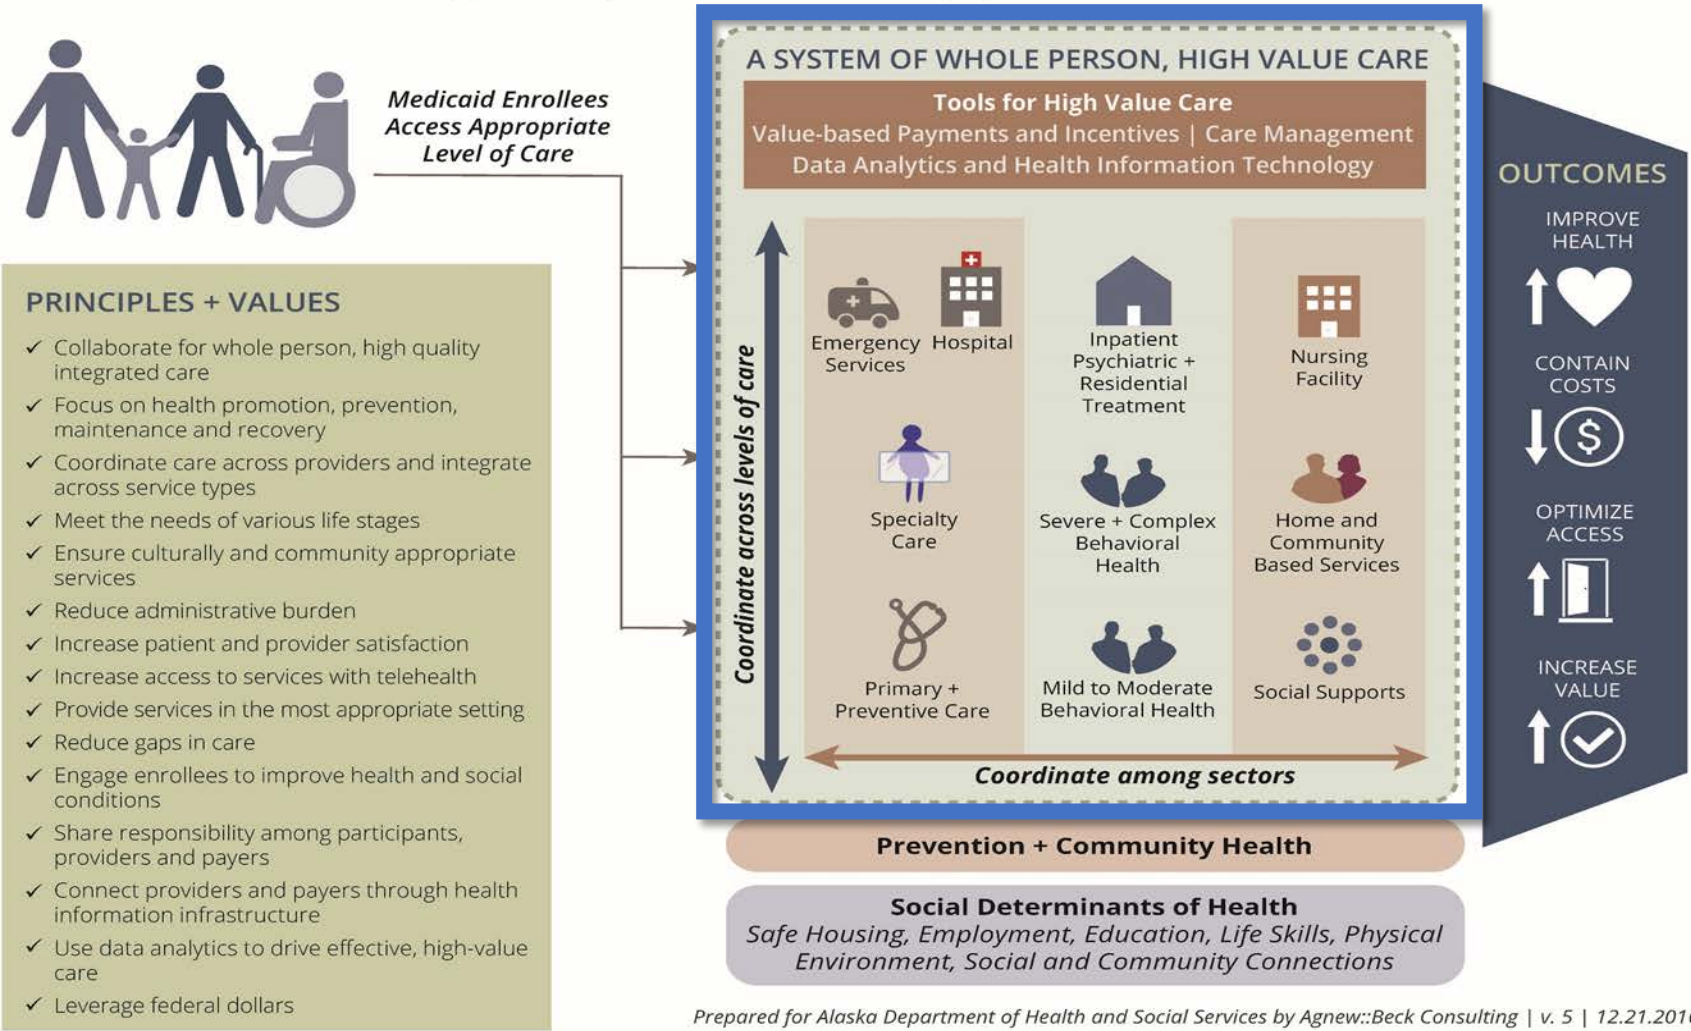 Medicaid Enrollees
Access Appropriate
Level of Care
PRINCIPLES + VALUES
✓ Collaborate for whole person, high quality
integrated care
✓ Focus on health promotion, prevention,
maintenance and recovery
✓ Coordinate care across providers and integrate
across service types
✓ Meet the needs of various life stages
✓ Ensure culturally and community appropriate
services
✓ Reduce administrative burden
✓ Increase patient and provider satisfaction
✓ Increase access to services with telehealth
✓ Provide services in the most appropriate setting
✓ Reduce gaps in care
✓ Engage enrollees to improve health and social
conditions
✓ Share responsibility among participants,
providers and payers
✓ Connect providers and payers through health
information infrastructure
✓ Use data analytics to drive effective, high-value
care
✓ Leverage federal dollars
A SYSTEM OF WHOLE PERSON, HIGH VALUE CARE
Tools for High Value Care
Value-based Payments and Incentives | Care Management
Data Analytics and Health Information Technology
Coordinate across levels of care
Emergency
Services
Hospital
Inpatient
Psychiatric +
Residential
Treatment
Nursing
Facility
Specialty
Care
Severe + Complex
Behavioral
Health
Home and
Community
Based Services
Primary +
Preventive Care
Mild to Moderate
Behavioral Health
Social Supports
Coordinate among sectors
OUTCOMES
IMPROVE
HEALTH
CONTAIN
COSTS
$
OPTIMIZE
ACCESS
INCREASE
VALUE
Prevention + Community Health
Social Determinants of Health
Safe Housing, Employment, Education, Life Skills, Physical
Environment, Social and Community Connections
Prepared for Alaska Department of Health and Social Services by Agnew::Beck Consulting | v. 5 |